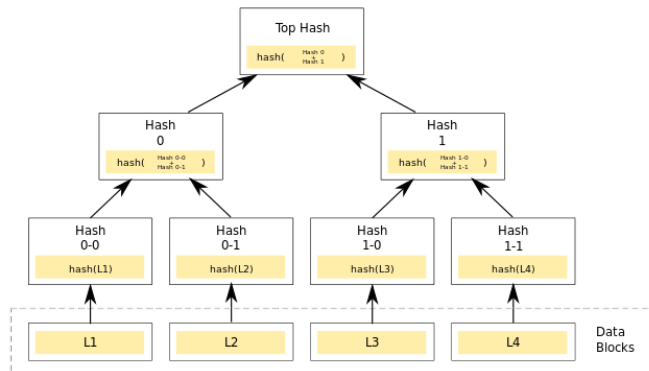 Top Hash
hash( Hash 0 + Hash 1 )
Hash
0
hash( Hash 0-0 + Hash 0-1 )
Hash
1
hash( Hash 1-0 + Hash 1-1 )
Hash
0-0
hash(L1)
Hash
0-1
hash(L2)
Hash
1-0
hash(L3)
Hash
1-1
hash(L4)
L1
L2
L3
L4
Data
Blocks